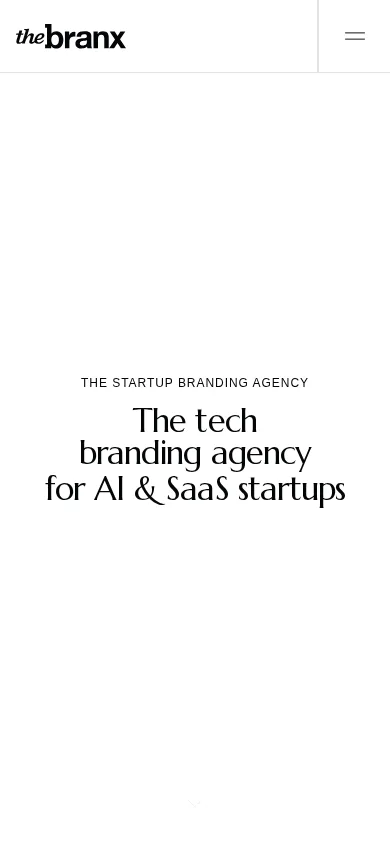 thebranx
THE STARTUP BRANDING AGENCY
The tech
branding agency
for AI & SaaS startups